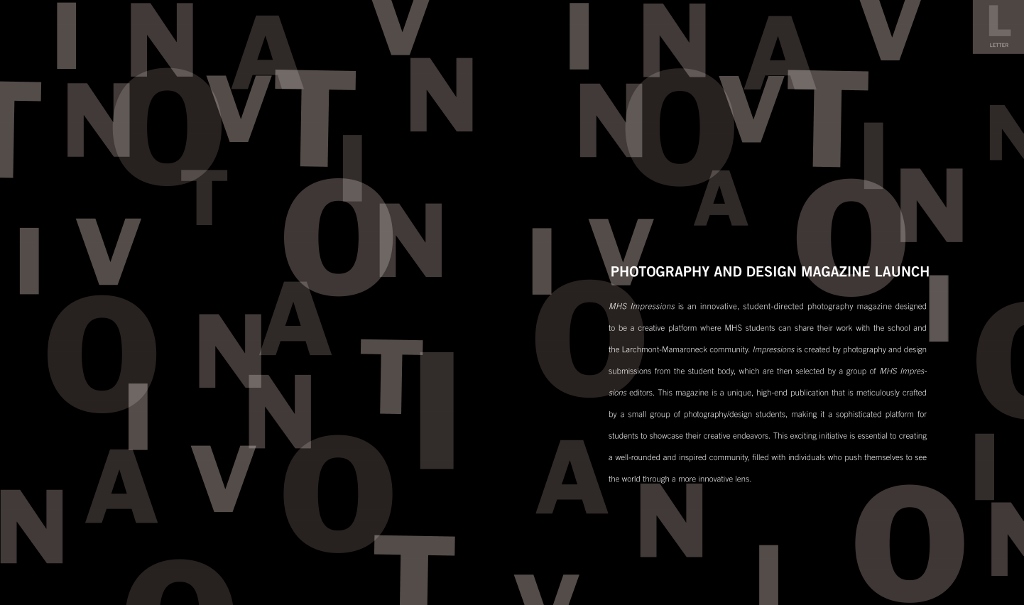 I N A V I N A V
L
LETTER
T N O V T N N O V T N
T I A I N
I V O N I V O
PHOTOGRAPHY AND DESIGN MAGAZINE LAUNCH
MHS Impressions is an innovative, student-directed photography magazine designed
to be a creative platform where MHS students can share their work with the school and
the Larchmont-Mamaroneck community. Impressions is created by photography and design
submissions from the student body, which are then selected by a group of MHS Impres-
sions editors. This magazine is a unique, high-end publication that is meticulously crafted
by a small group of photography/design students, making it a sophisticated platform for
students to showcase their creative endeavors. This exciting initiative is essential to creating
a well-rounded and inspired community, filled with individuals who push themselves to see
the world through a more innovative lens.
O N A T I O I O
I N
A V O A N I
N O T V I O N